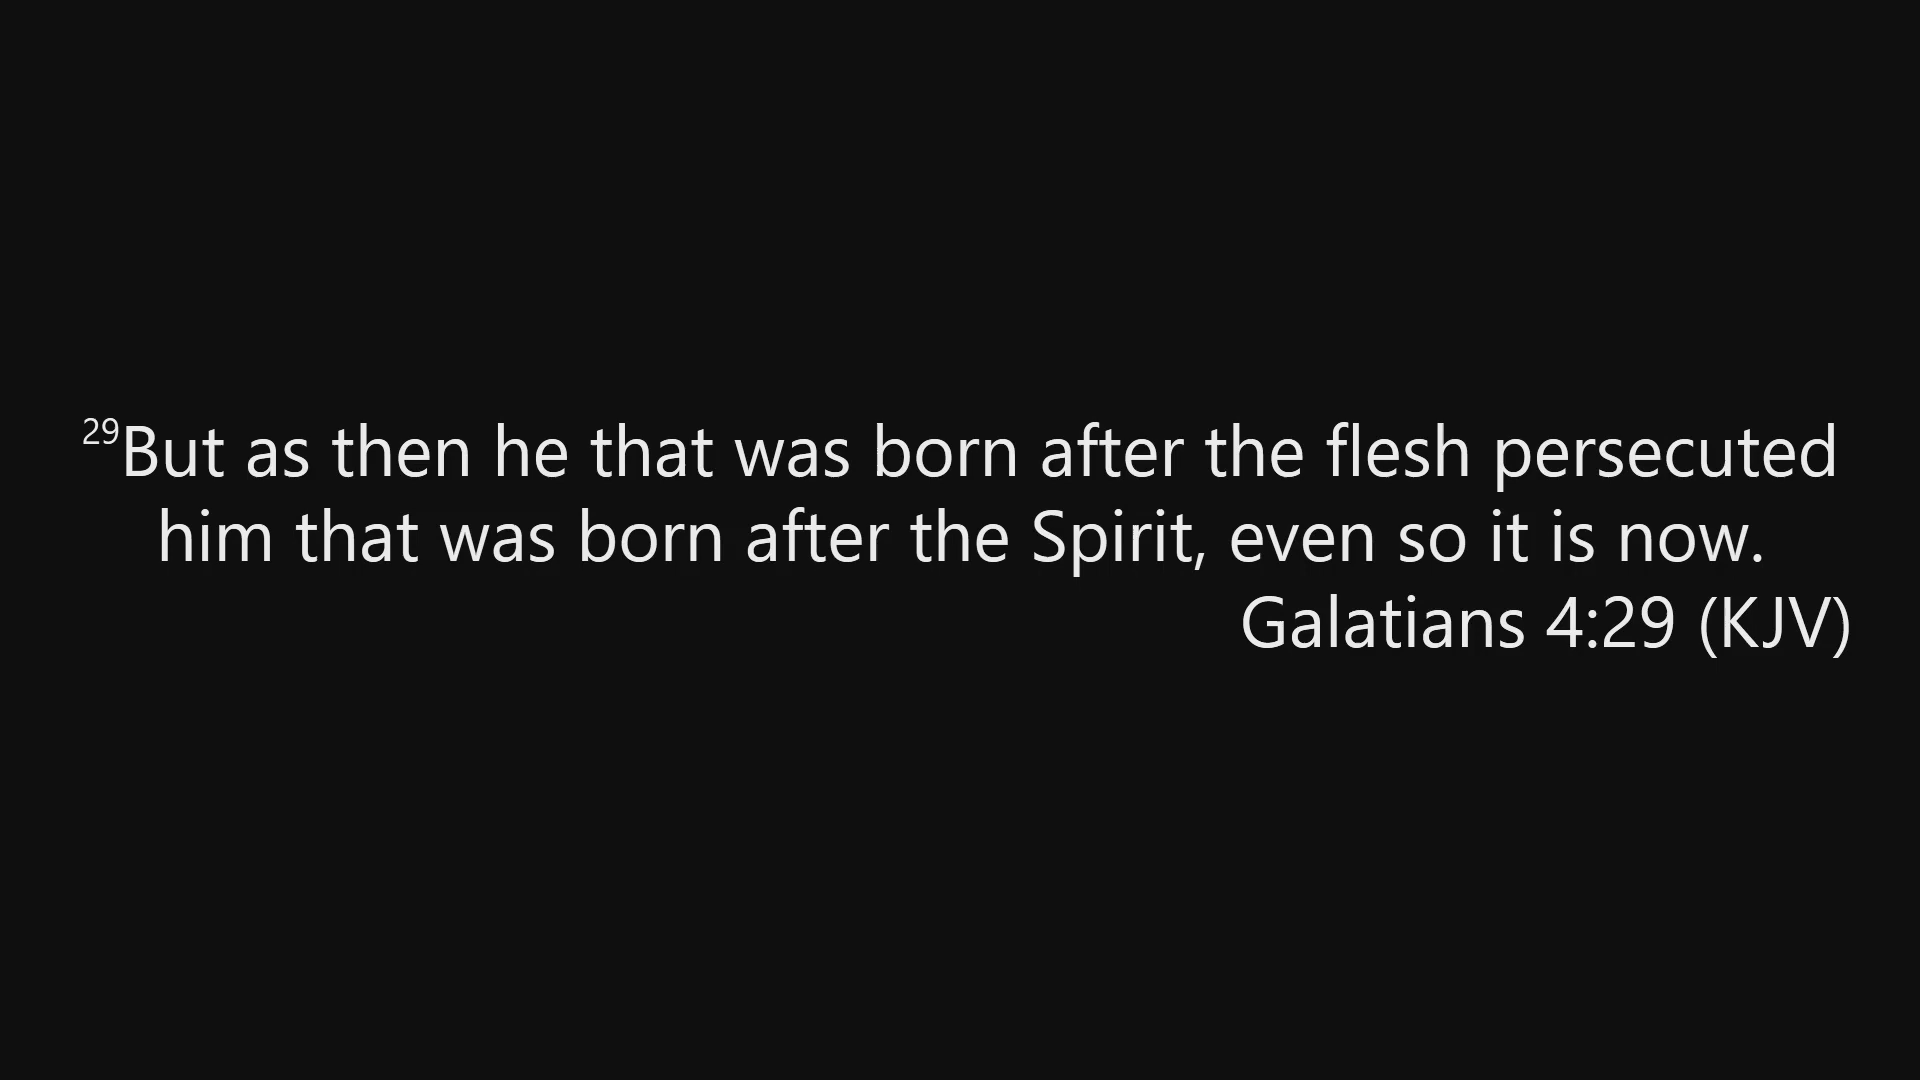 29But as then he that was born after the flesh persecuted
him that was born after the Spirit, even so it is now.
Galatians 4:29 (KJV)